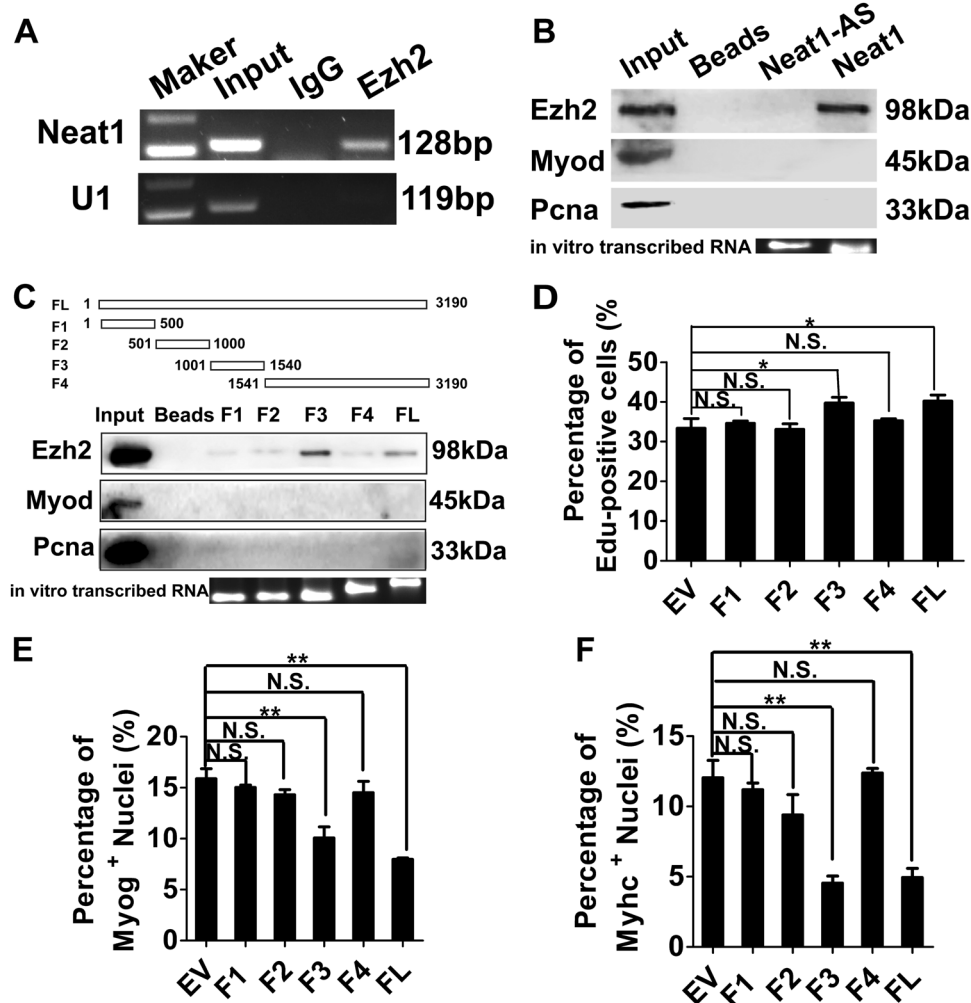 A
Maker Input IgG Ezh2
Neat1 128bp
U1 119bp
B
Input Beads Neat1-AS Neat1
Ezh2 98kDa
Myod 45kDa
Pcna 33kDa
in vitro transcribed RNA
C
FL 1 3190
F1 1 500
F2 501 1000
F3 1001 1540
F4 1541 3190
Input Beads F1 F2 F3 F4 FL
Ezh2 98kDa
Myod 45kDa
Pcna 33kDa
in vitro transcribed RNA
D
Percentage of
Edu-positive cells (%
*
N.S.
*
N.S.
N.S.
50
40
30
20
10
0
EV F1 F2 F3 F4 FL
E
Percentage of
Myog + Nuclei (%)
**
N.S.
**
N.S.
N.S.
20
15
10
5
0
EV F1 F2 F3 F4 FL
F
Percentage of
Myhc + Nuclei (%)
**
N.S.
**
N.S.
N.S.
15
10
5
0
EV F1 F2 F3 F4 FL